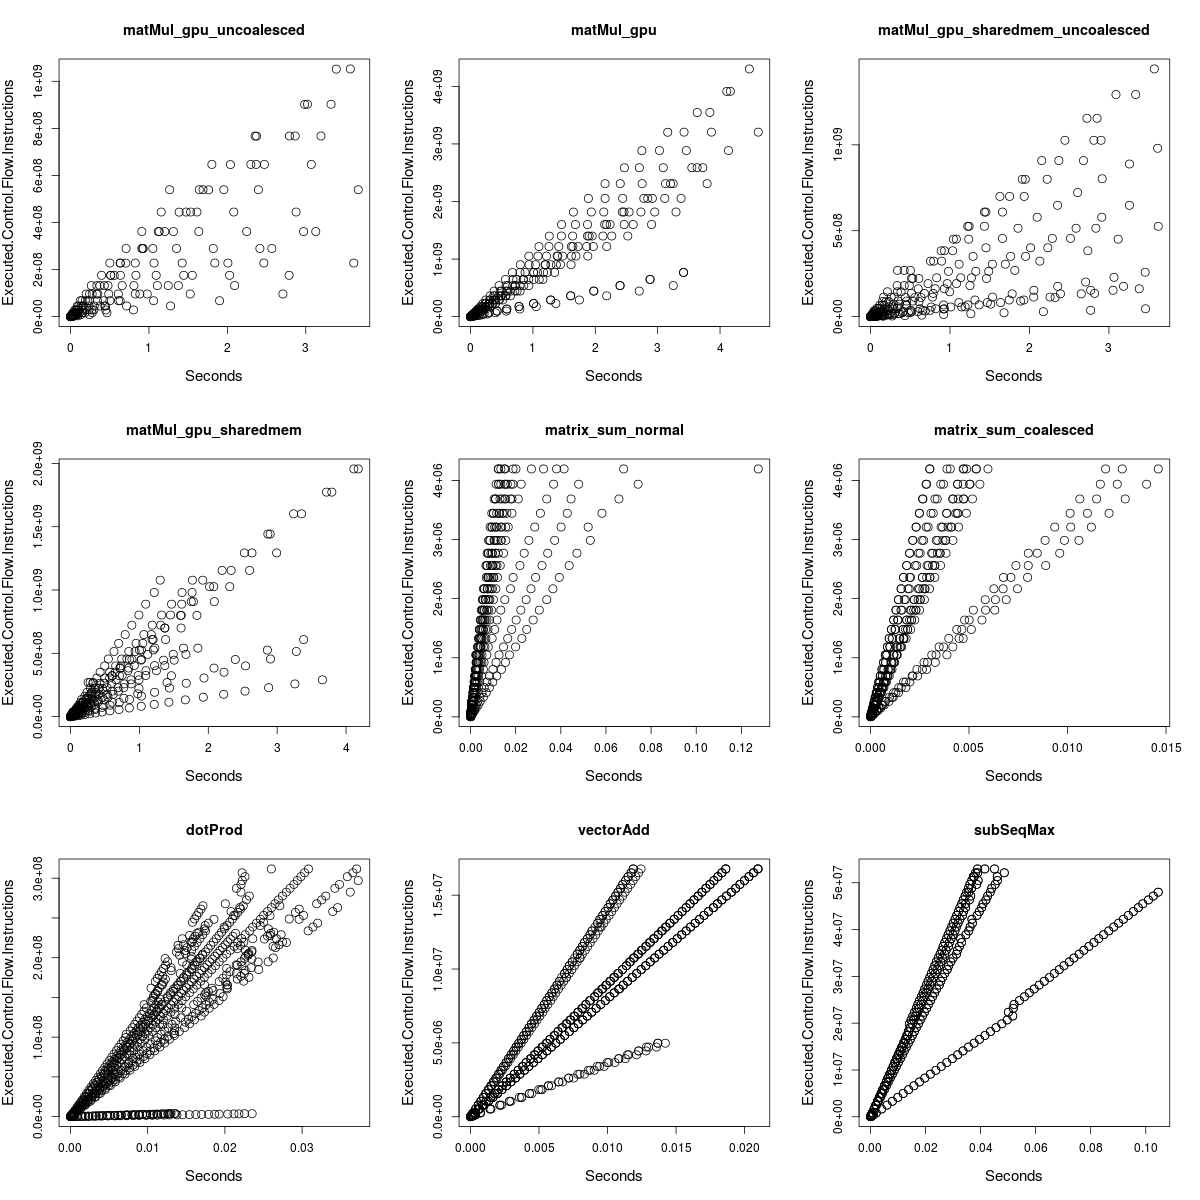 matMul_gpu_uncoalesced
Executed.Control.Flow.Instructions
0e+00 2e+08 4e+08 6e+08 8e+08 1e+09
0 1 2 3
Seconds
matMul_gpu
Executed.Control.Flow.Instructions
0e+00 1e+09 2e+09 3e+09 4e+09
0 1 2 3 4
Seconds
matMul_gpu_sharedmem_uncoalesced
Executed.Control.Flow.Instructions
0e+00 5e+08 1e+09
0 1 2 3
Seconds
matMul_gpu_sharedmem
Executed.Control.Flow.Instructions
0.0e+00 5.0e+08 1.0e+09 1.5e+09 2.0e+09
0 1 2 3 4
Seconds
matrix_sum_normal
Executed.Control.Flow.Instructions
0e+00 1e+06 2e+06 3e+06 4e+06
0.00 0.02 0.04 0.06 0.08 0.10 0.12
Seconds
matrix_sum_coalesced
Executed.Control.Flow.Instructions
0e+00 1e+06 2e+06 3e+06 4e+06
0.000 0.005 0.010 0.015
Seconds
dotProd
Executed.Control.Flow.Instructions
0.0e+00 1.0e+08 2.0e+08 3.0e+08
0.00 0.01 0.02 0.03
Seconds
vectorAdd
Executed.Control.Flow.Instructions
0.0e+00 5.0e+06 1.0e+07 1.5e+07
0.000 0.005 0.010 0.015 0.020
Seconds
subSeqMax
Executed.Control.Flow.Instructions
0e+00 1e+07 2e+07 3e+07 4e+07 5e+07
0.00 0.02 0.04 0.06 0.08 0.10
Seconds